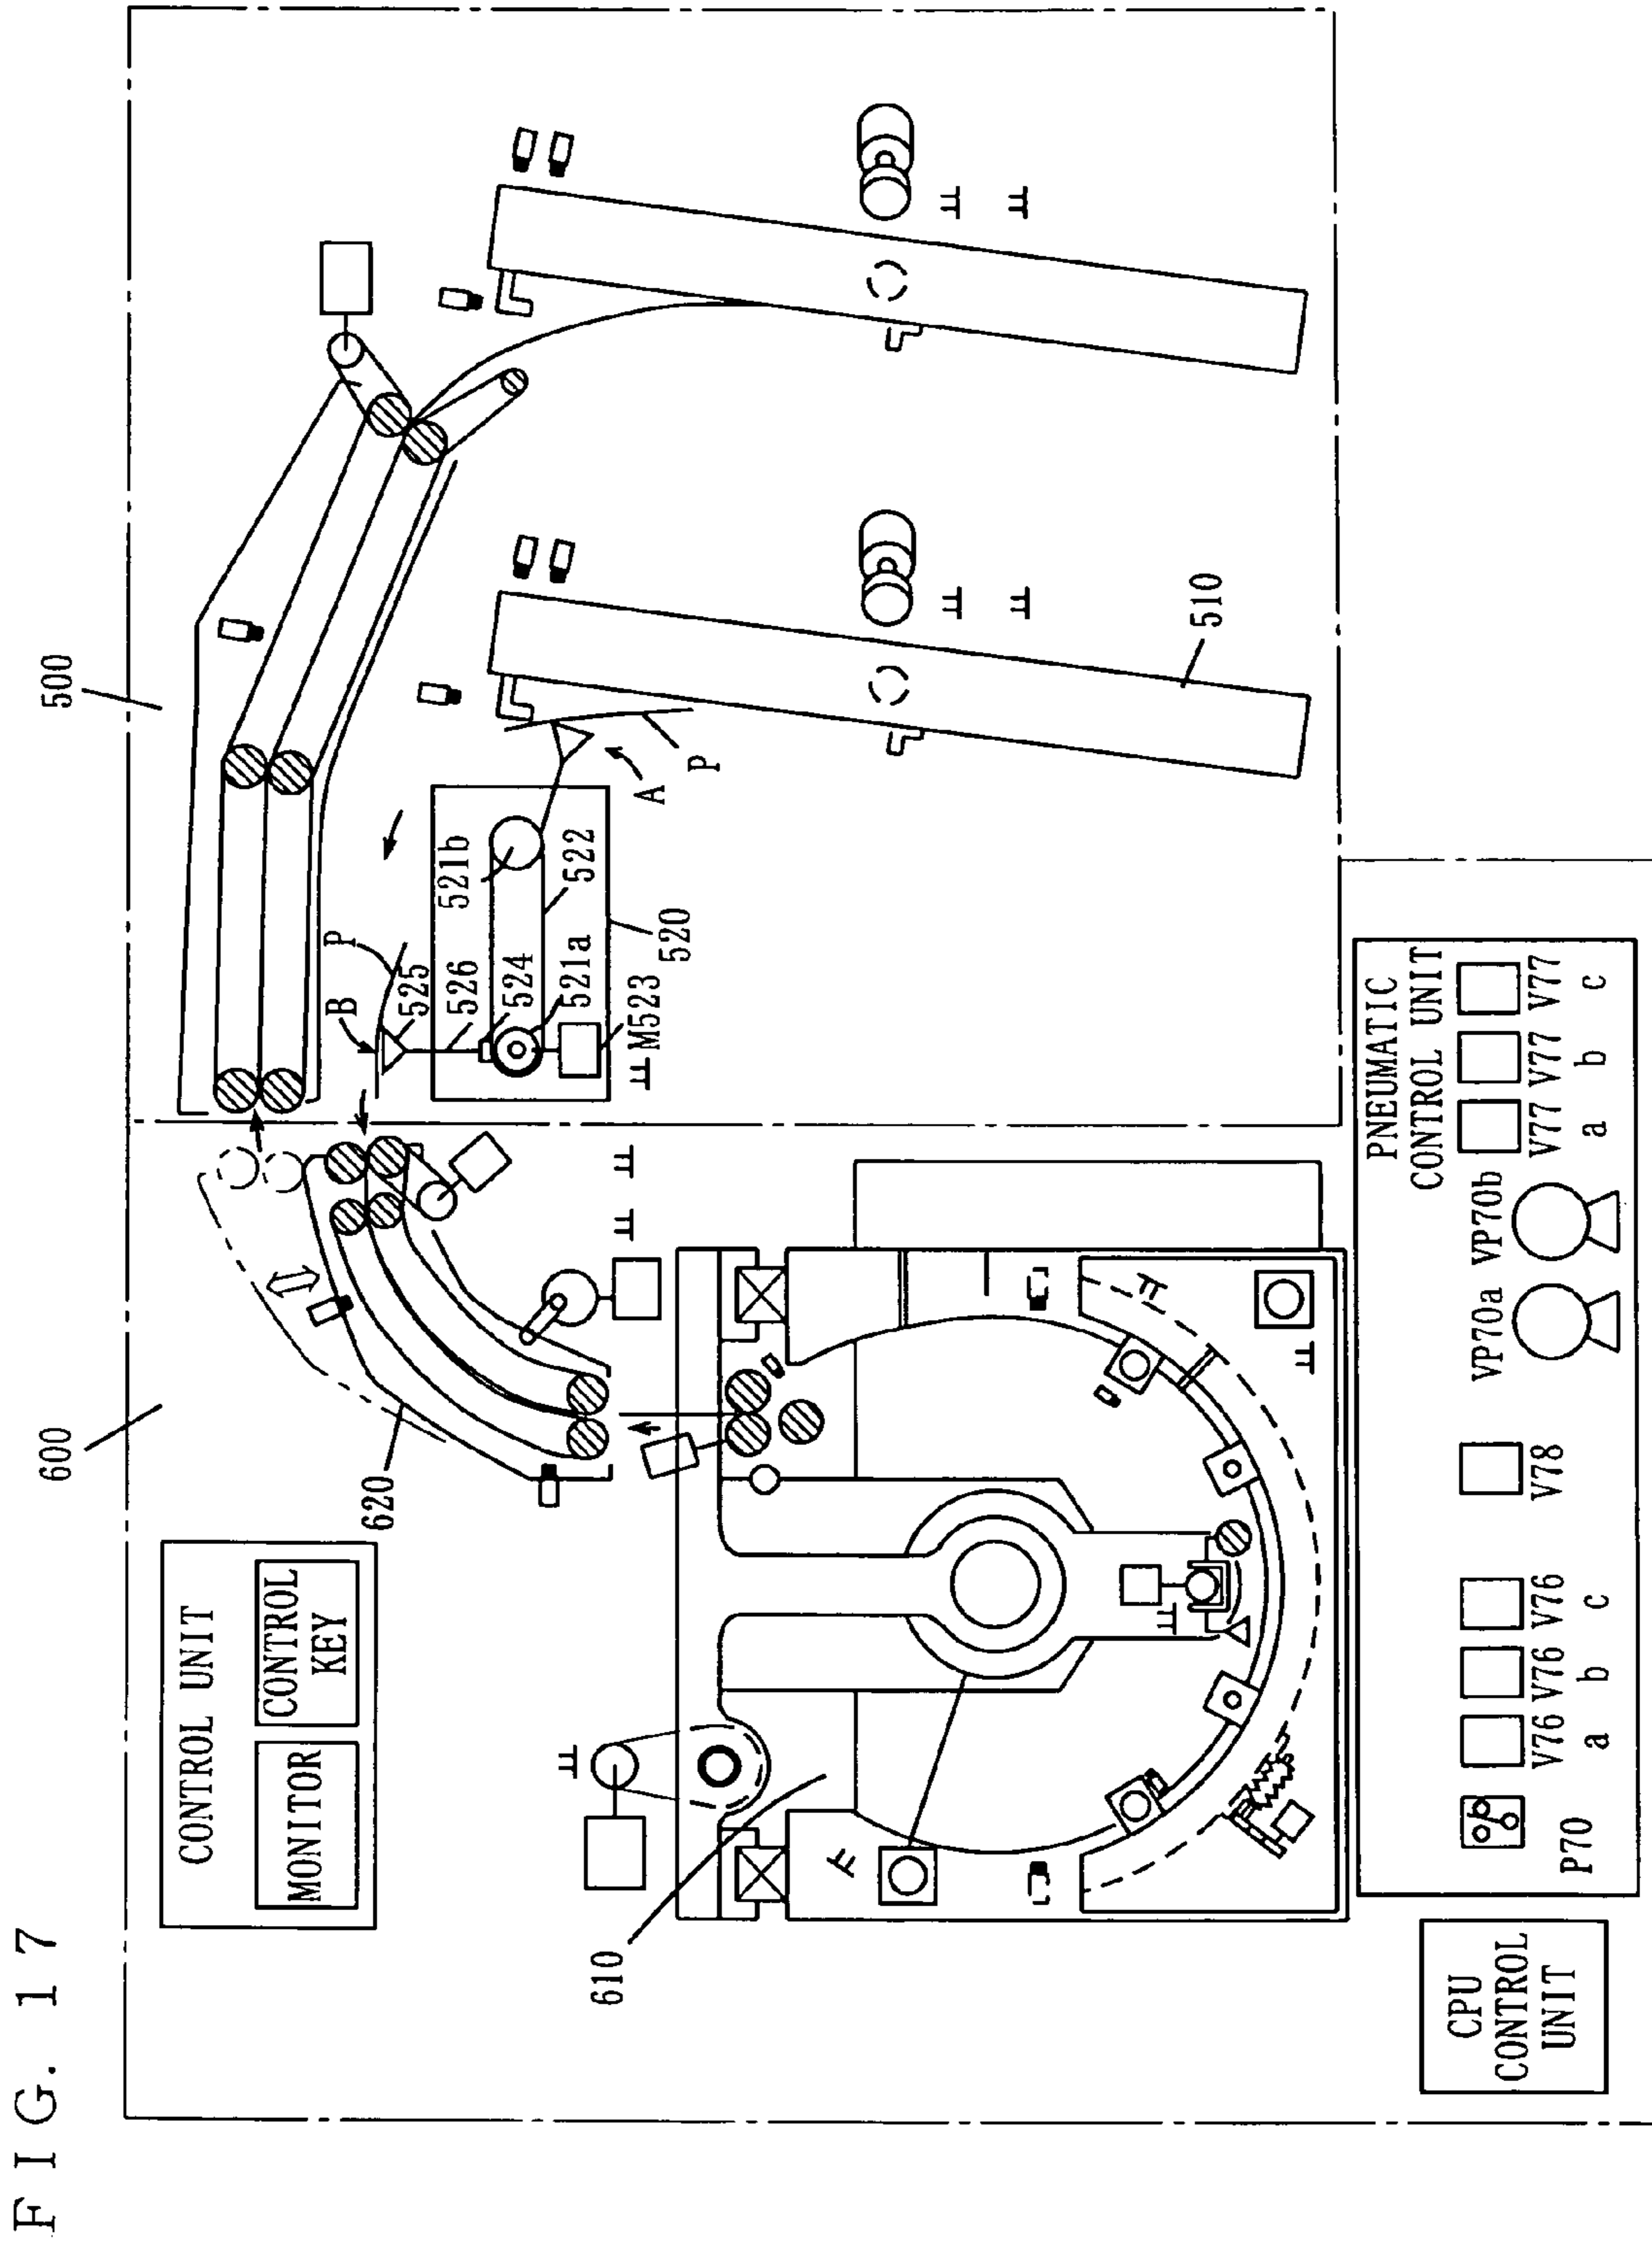 FIG. 17
600
500
CONTROL UNIT
MONITOR
CONTROL
KEY
620
B
P
525
526
524
521a
M523
521b
522
520
A
P
510
610
CPU
CONTROL
UNIT
PNEUMATIC
CONTROL UNIT
P70
V76
a
V76
b
V76
c
V78
VP70a
VP70b
V77
a
V77
b
V77
c